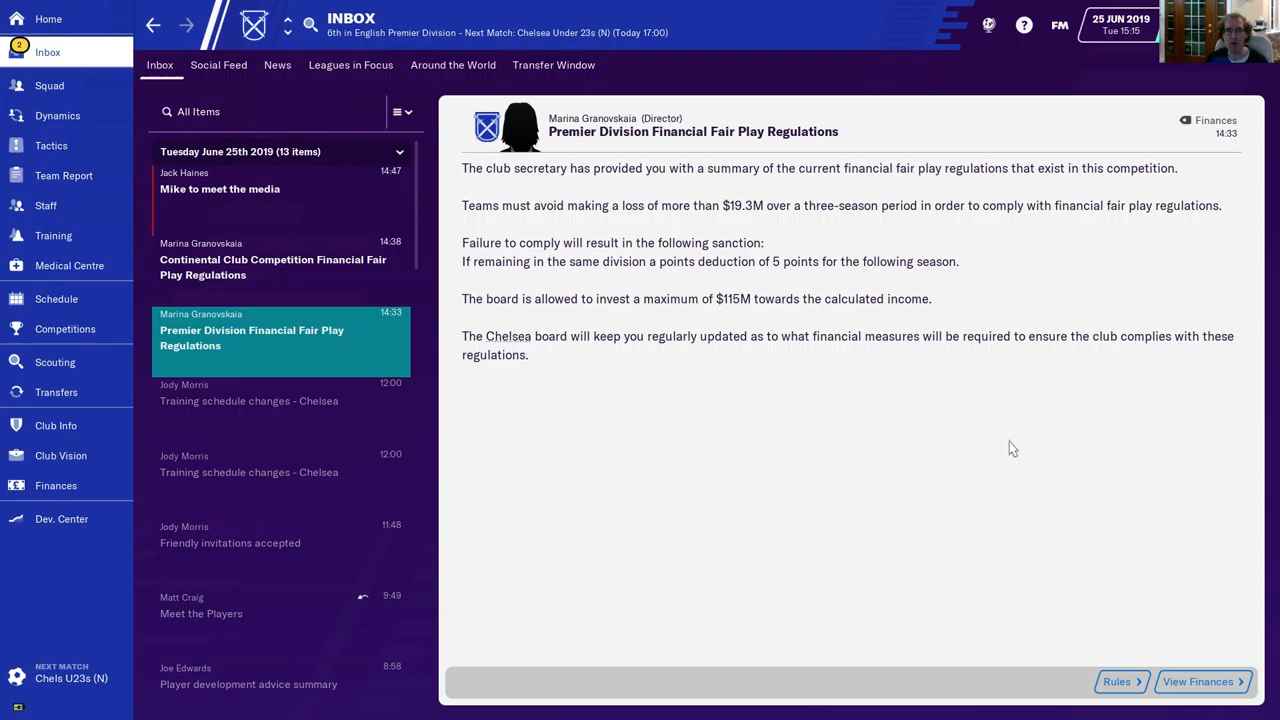 Home
2
Inbox
Squad
Dynamics
Tactics
Team Report
Staff
Training
Medical Centre
Schedule
Competitions
Scouting
Transfers
Club Info
Club Vision
Finances
Dev. Center
NEXT MATCH
Chels U23s (N)
INBOX
6th in English Premier Division - Next Match: Chelsea Under 23s (N) (Today 17:00)
FM
25 JUN 2019
Tue 15:15
Inbox
Social Feed
News
Leagues in Focus
Around the World
Transfer Window
All Items
Tuesday June 25th 2019 (13 items)
Jack Haines 14:47
Mike to meet the media
Marina Granovskaia 14:38
Continental Club Competition Financial Fair
Play Regulations
Marina Granovskaia 14:33
Premier Division Financial Fair Play
Regulations
Jody Morris 12:00
Training schedule changes - Chelsea
Jody Morris 12:00
Training schedule changes - Chelsea
Jody Morris 11:48
Friendly invitations accepted
Matt Craig 9:49
Meet the Players
Joe Edwards 8:58
Player development advice summary
Marina Granovskaia (Director)
Premier Division Financial Fair Play Regulations
Finances
14:33
The club secretary has provided you with a summary of the current financial fair play regulations that exist in this competition.
Teams must avoid making a loss of more than $19.3M over a three-season period in order to comply with financial fair play regulations.
Failure to comply will result in the following sanction:
If remaining in the same division a points deduction of 5 points for the following season.
The board is allowed to invest a maximum of $115M towards the calculated income.
The Chelsea board will keep you regularly updated as to what financial measures will be required to ensure the club complies with these
regulations.
Rules
View Finances